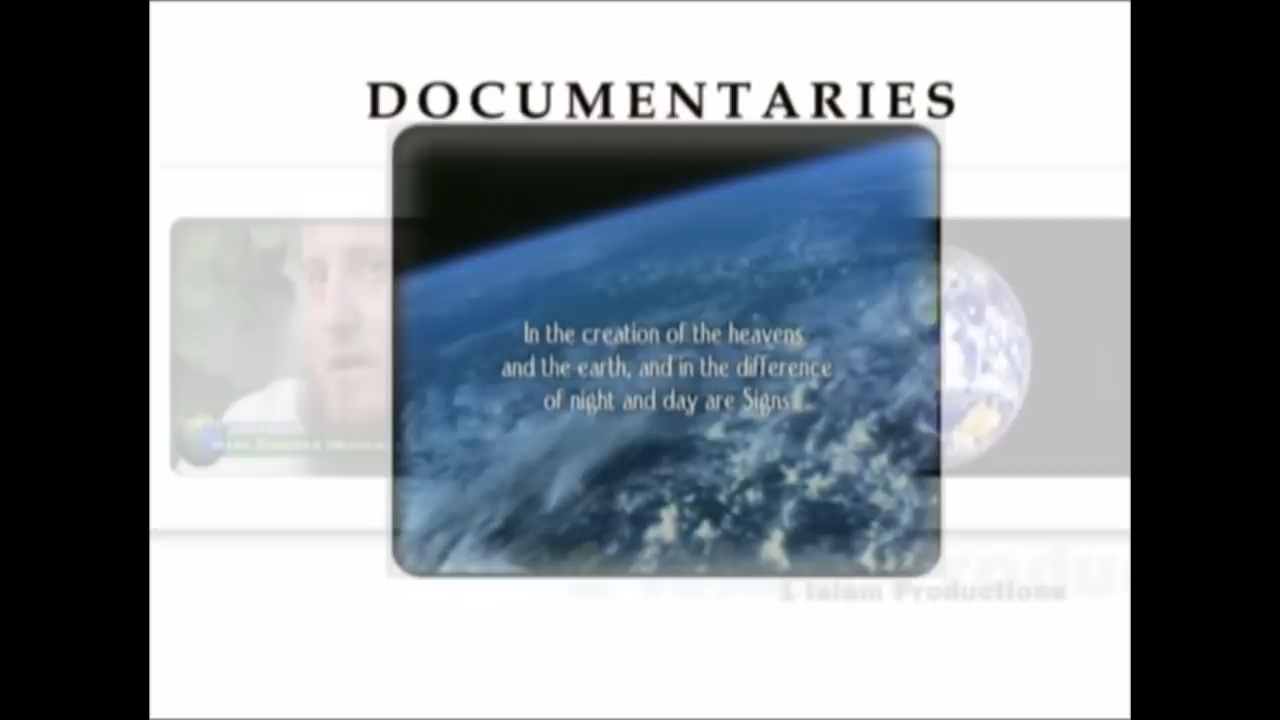 DOCUMENTARIES
In the creation of the heavens
and the earth, and in the difference
of night and day are Signs...
1 Islam Productions